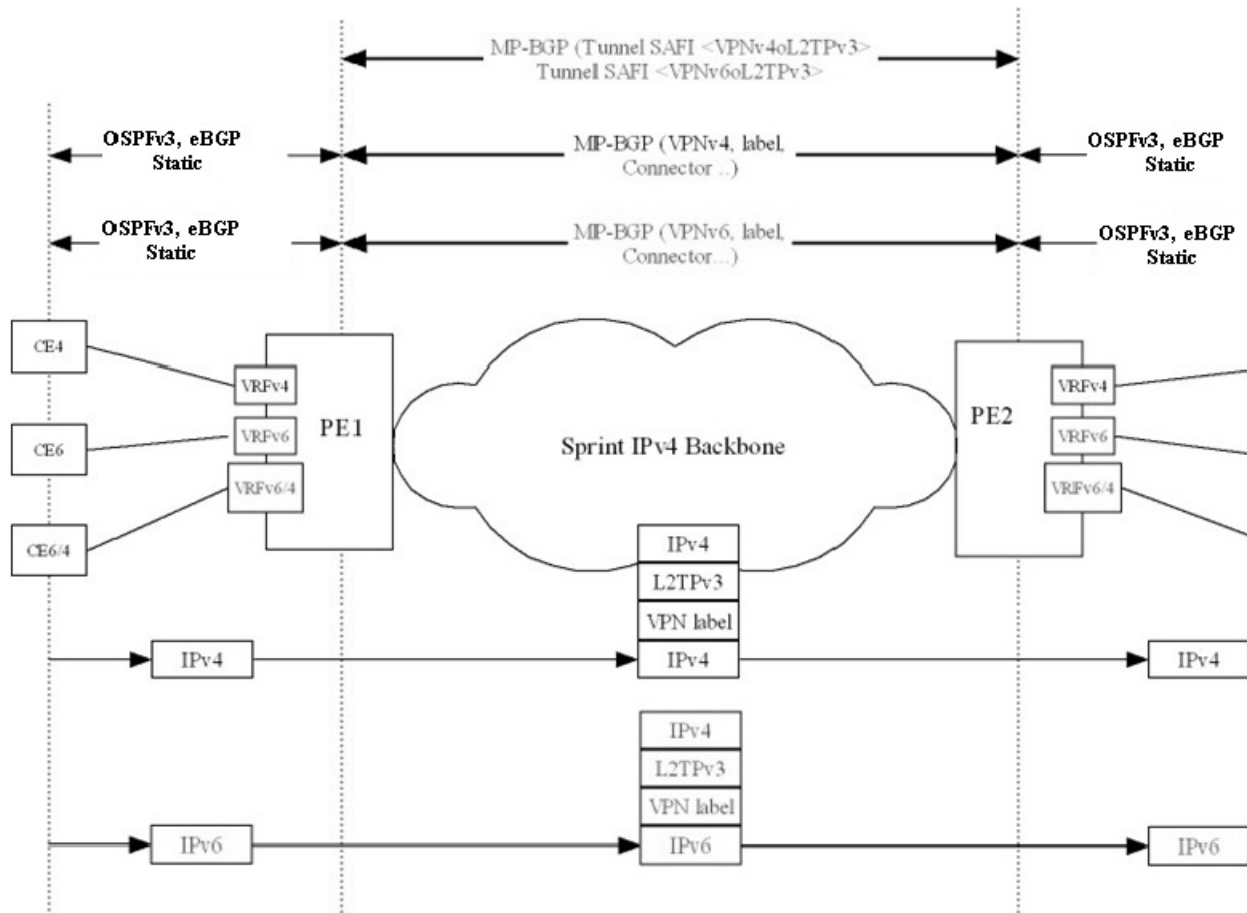 MP-BGP (Tunnel SAFI <VPNv4oL2TPv3>
Tunnel SAFI <VPNv6oL2TPv3>
OSPFv3, eBGP
Static
MP-BGP (VPNv4, label,
Connector ..)
OSPFv3, eBGP
Static
OSPFv3, eBGP
Static
MP-BGP (VPNv6, label,
Connector...)
OSPFv3, eBGP
Static
CE4
CE6
CE6/4
VRFv4
VRFv6
VRFv6/4
PE1
Sprint IPv4 Backbone
PE2
VRFv4
VRFv6
VRFv6/4
IPv4
L2TPv3
VPN label
IPv4
IPv4
IPv4
IPv4
L2TPv3
VPN label
IPv6
IPv6
IPv6